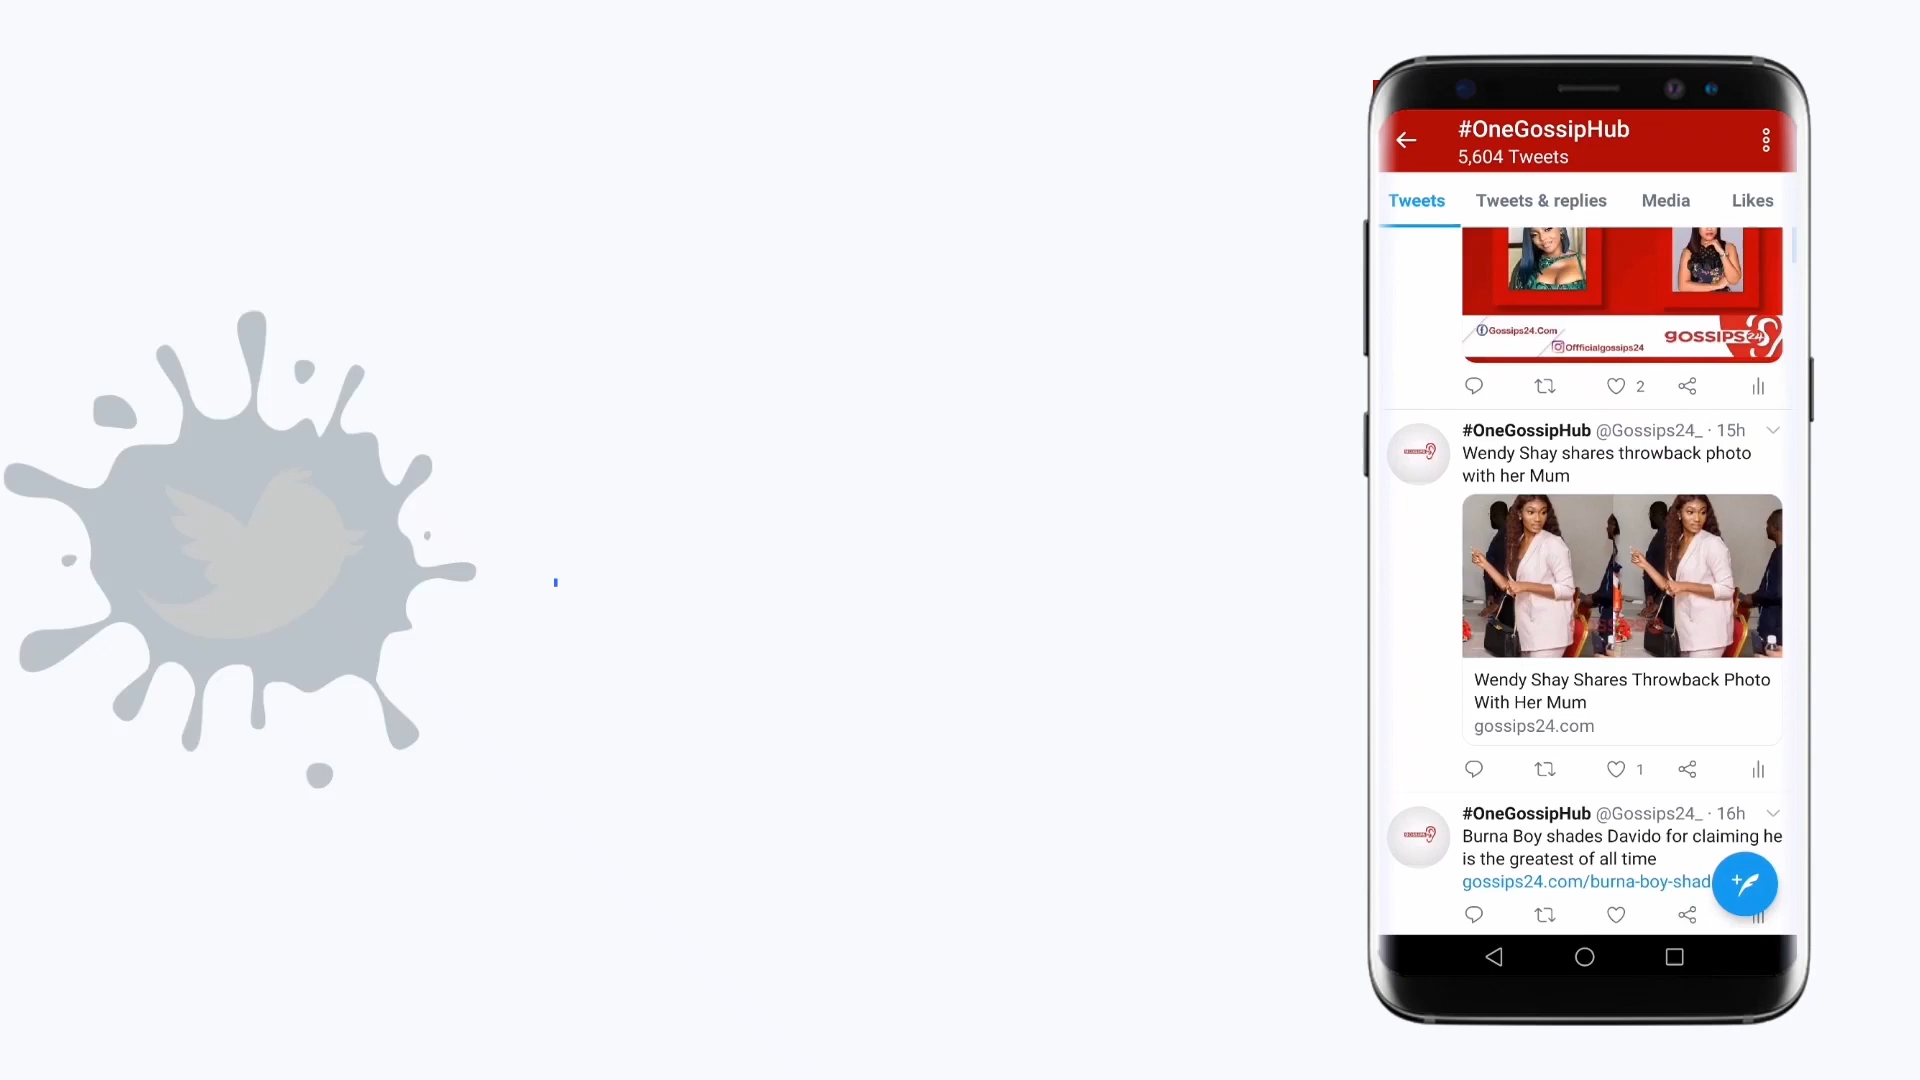 #OneGossipHub
5,604 Tweets
Tweets Tweets & replies Media Likes
Gossips24.Com
Offficialgossips24
gossips24
2
#OneGossipHub @Gossips24_ · 15h
Wendy Shay shares throwback photo
with her Mum
Wendy Shay Shares Throwback Photo
With Her Mum
gossips24.com
1
#OneGossipHub @Gossips24_ · 16h
Burna Boy shades Davido for claiming he
is the greatest of all time
gossips24.com/burna-boy-shad